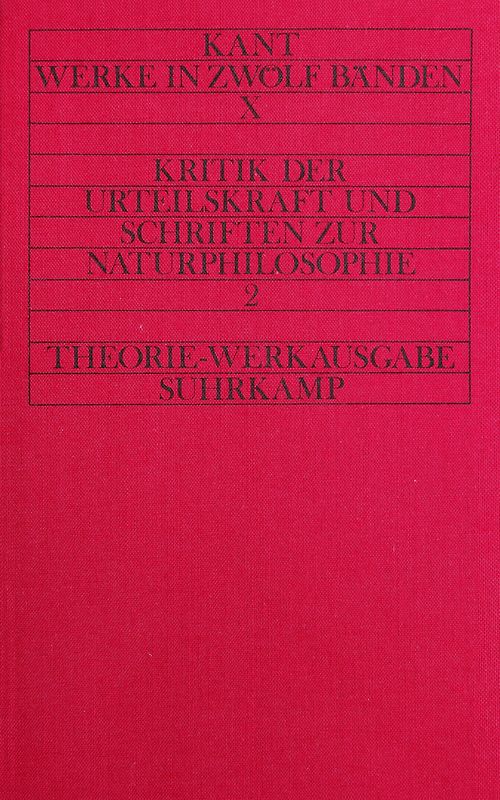 KANT
WERKE IN ZWÖLF BÄNDEN
X
KRITIK DER
URTEILSKRAFT UND
SCHRIFTEN ZUR
NATURPHILOSOPHIE
2
THEORIE-WERKAUSGABE
SUHRKAMP